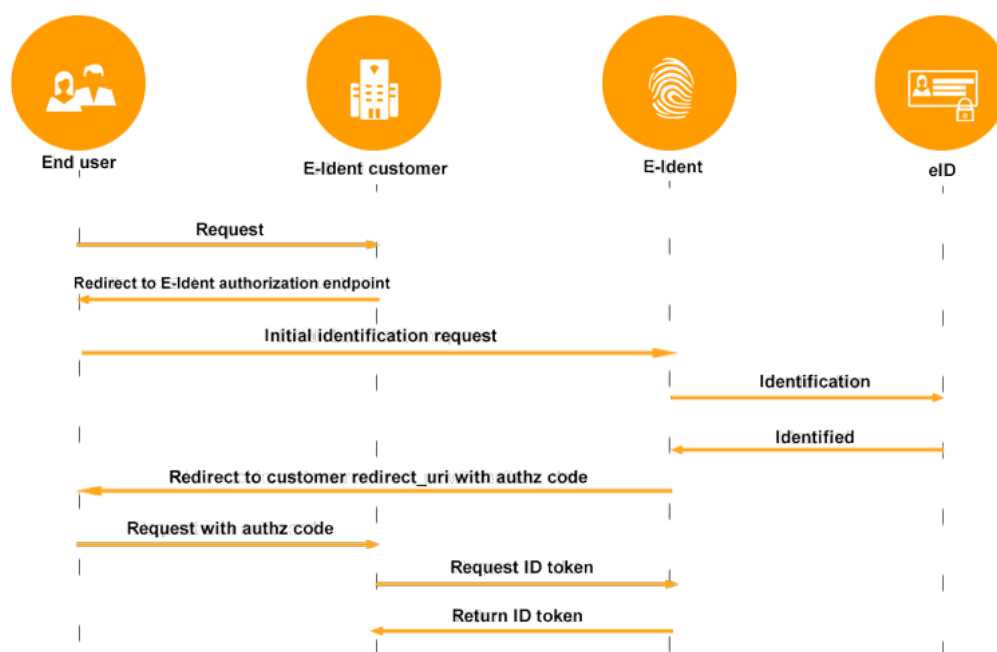 End user
E-Ident customer
E-Ident
eID
Request
Redirect to E-Ident authorization endpoint
Initial identification request
Identification
Identified
Redirect to customer redirect_uri with authz code
Request with authz code
Request ID token
Return ID token